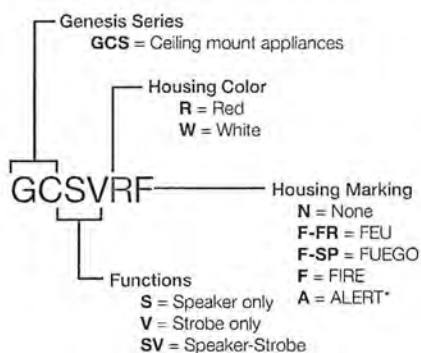 Genesis Series
GCS = Ceiling mount appliances
Housing Color
R = Red
W = White
GCSVRF
Housing Marking
N = None
F-FR = FEU
F-SP = FUEGO
F = FIRE
A = ALERT*
Functions
S = Speaker only
V = Strobe only
SV = Speaker-Strobe